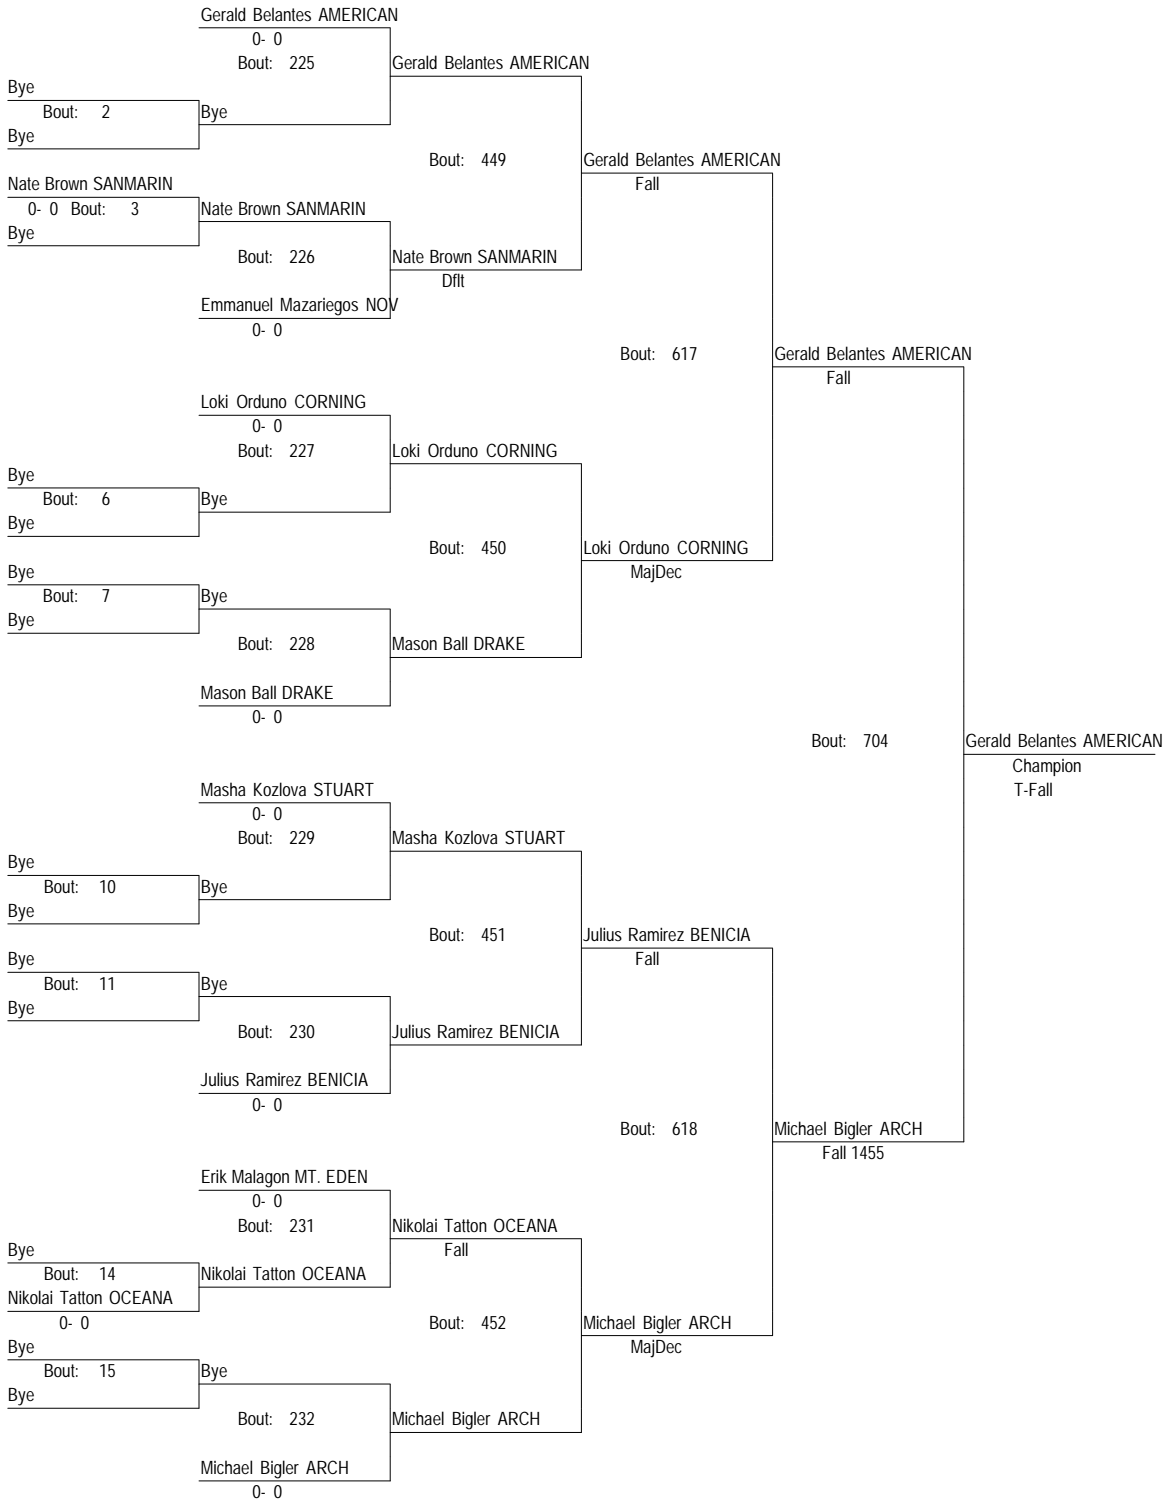 Gerald Belantes AMERICAN
0- 0
Bout: 225
Gerald Belantes AMERICAN
Bye
Bout: 2
Bye
Bye
Bout: 449
Gerald Belantes AMERICAN
Fall
Nate Brown SANMARIN
0- 0 Bout: 3
Nate Brown SANMARIN
Bye
Bout: 226
Nate Brown SANMARIN
Dflt
Emmanuel Mazariegos NOV
0- 0
Bout: 617
Gerald Belantes AMERICAN
Fall
Loki Orduno CORNING
0- 0
Bout: 227
Loki Orduno CORNING
Bye
Bout: 6
Bye
Bye
Bout: 450
Loki Orduno CORNING
MajDec
Bye
Bout: 7
Bye
Bye
Bout: 228
Mason Ball DRAKE
Mason Ball DRAKE
0- 0
Bout: 704
Gerald Belantes AMERICAN
Champion
T-Fall
Masha Kozlova STUART
0- 0
Bout: 229
Masha Kozlova STUART
Bye
Bout: 10
Bye
Bye
Bout: 451
Julius Ramirez BENICIA
Fall
Bye
Bout: 11
Bye
Bye
Bout: 230
Julius Ramirez BENICIA
Julius Ramirez BENICIA
0- 0
Bout: 618
Michael Bigler ARCH
Fall 1455
Erik Malagon MT. EDEN
0- 0
Bout: 231
Nikolai Tatton OCEANA
Fall
Bye
Bout: 14
Nikolai Tatton OCEANA
Nikolai Tatton OCEANA
0- 0
Bout: 452
Michael Bigler ARCH
MajDec
Bye
Bout: 15
Bye
Bye
Bout: 232
Michael Bigler ARCH
Michael Bigler ARCH
0- 0